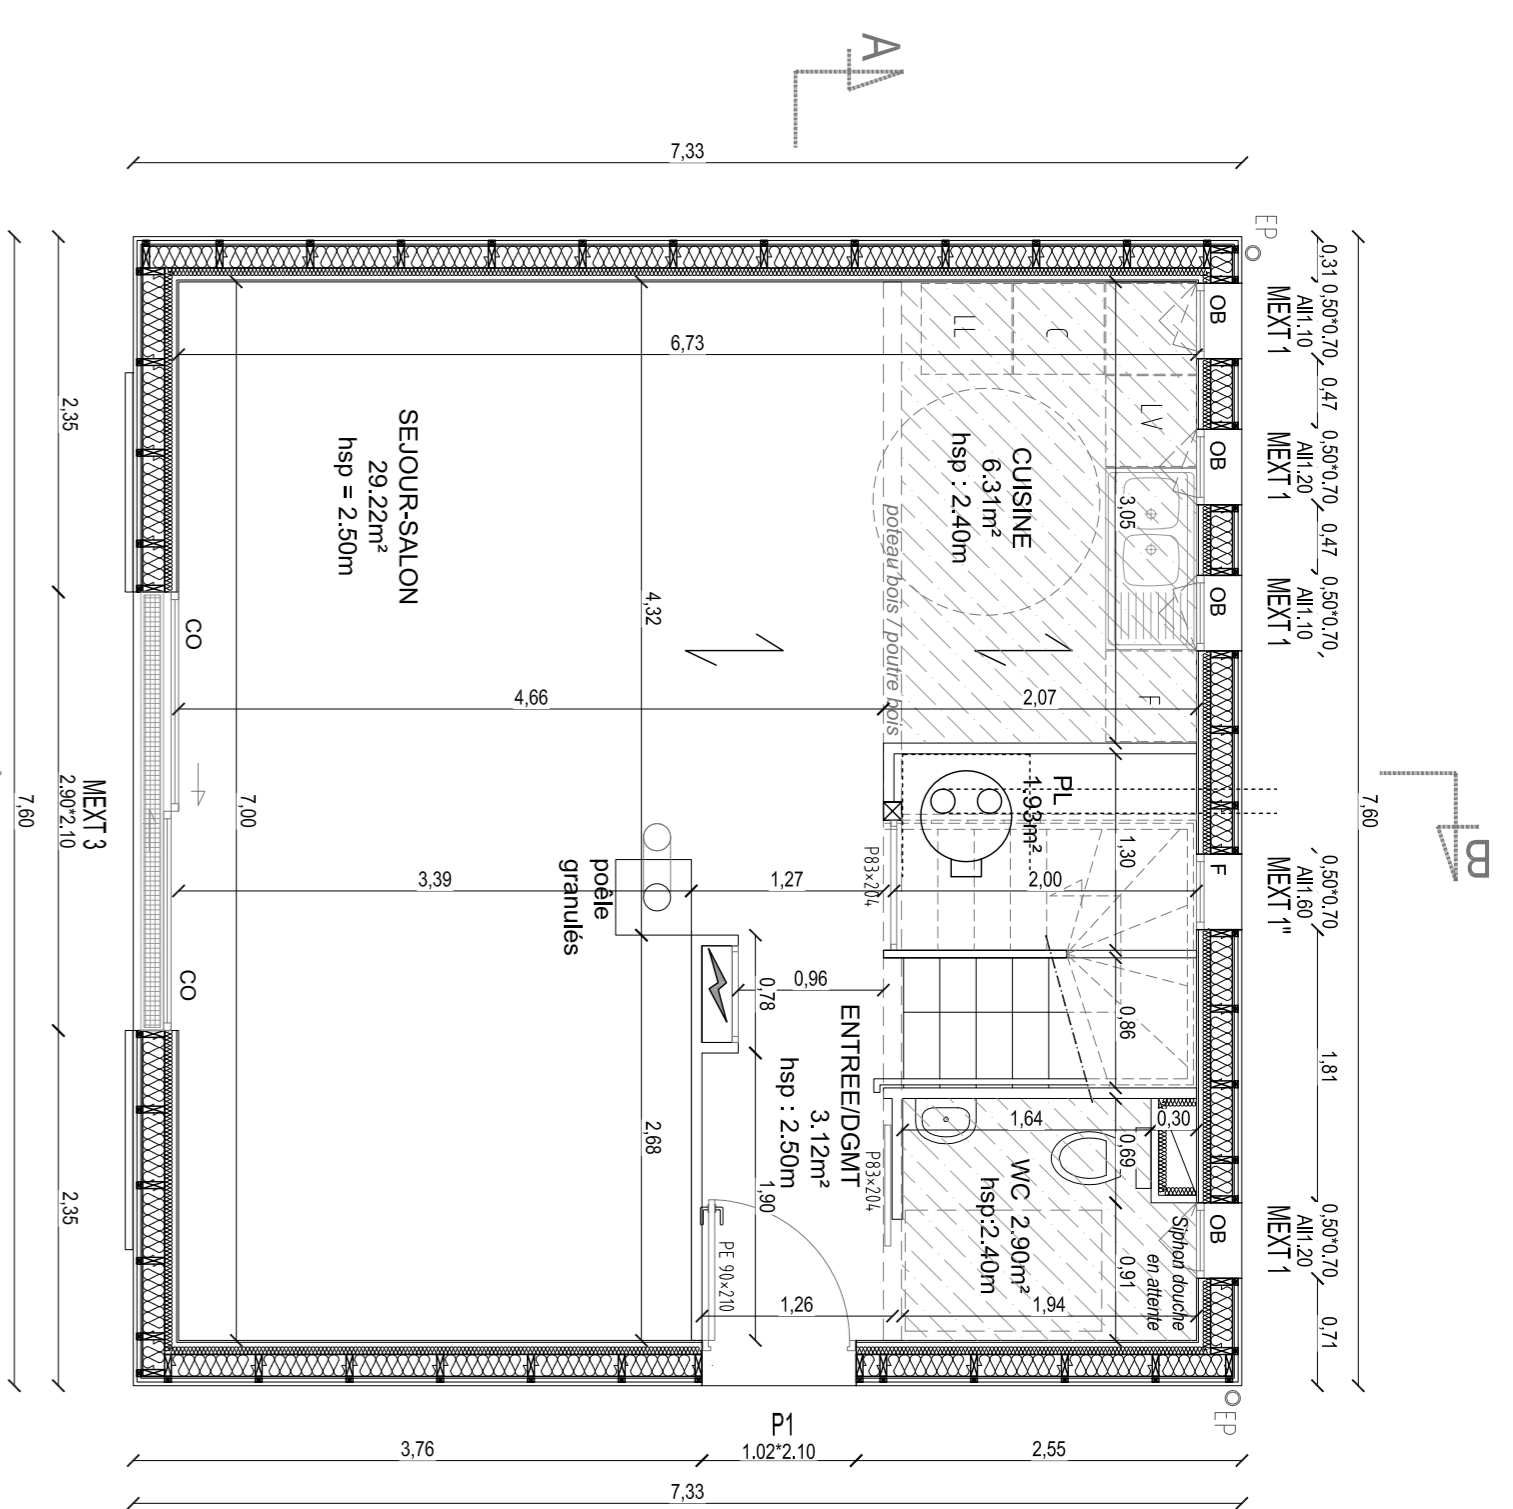 A
7,33
EP
0,31
0,50*0.70
All1.10
MEXT 1
OB
0,47
0,50*0.70
All1.20
MEXT 1
OB
0,47
0,50*0.70
All1.10
MEXT 1
OB
7,60
B
0,50*0.70
All1.60
MEXT 1"
F
1,81
0,50*0.70
All1.20
MEXT 1
OB
0,71
EP
6,73
LL
C
LV
3,05
CUISINE
6.31m²
hsp : 2.40m
F
poteau bois / poutre bois
SEJOUR-SALON
29.22m²
hsp = 2.50m
4,32
4,66
2,07
7,00
PL
1.93m²
1,30
P83x204
2,00
3,39
1,27
poêle
granulés
0,96
0,78
0,86
ENTREE/DGMT
3.12m²
hsp : 2.50m
1,90
2,68
1,64
0,30
0,69
P83x204
WC 2.90m²
hsp:2.40m
0,91
Siphon douche
en attente
PE 90x210
1,26
1,94
2,35
CO
MEXT 3
2.90*2.10
CO
7,60
2,35
P1
3,76
1.02*2.10
2,55
7,33